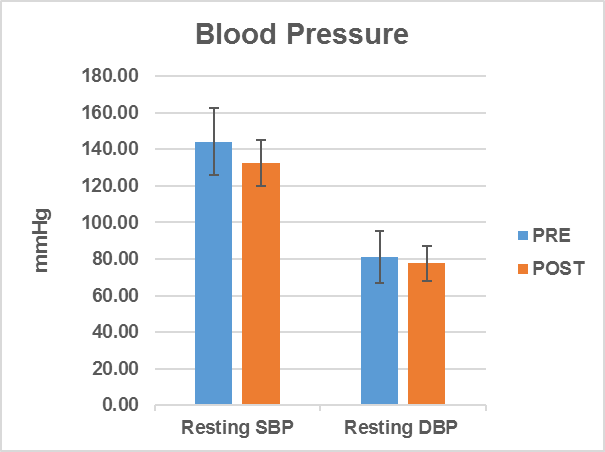 Blood Pressure
180.00
160.00
140.00
120.00
100.00
80.00
60.00
40.00
20.00
0.00
mmHg
Resting SBP
Resting DBP
PRE
POST